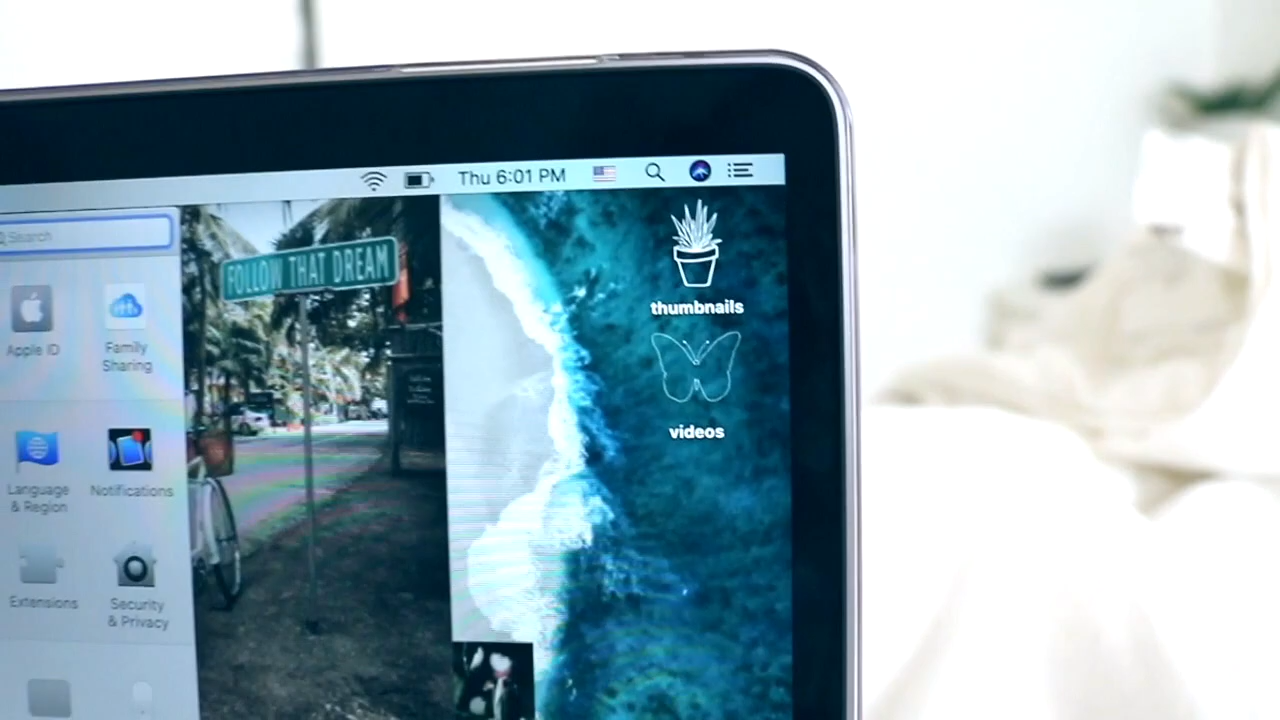 Thu 6:01 PM
Search
FOLLOW THAT DREAM
thumbnails
Apple ID
Family
Sharing
videos
Language
& Region
Notifications
Extensions
Security
& Privacy